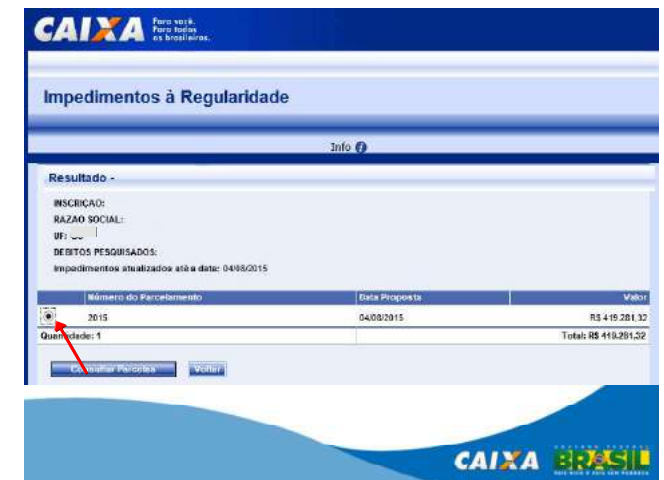 CAIXA
Para você.
Para todos
os brasileiros.
Impedimentos à Regularidade
Info
Resultado -
INSCRIÇÃO:
RAZAO SOCIAL:
UF:
DEBITOS PESQUISADOS:
Impedimentos atualizados até a data: 04/08/2015
Número do Parcelamento Data Proposta Valor
2015 04/08/2015 R$ 419.281,32
Quantidade: 1 Total: R$ 419.281,32
Consultar Parcelas Voltar
CAIXA BRASIL